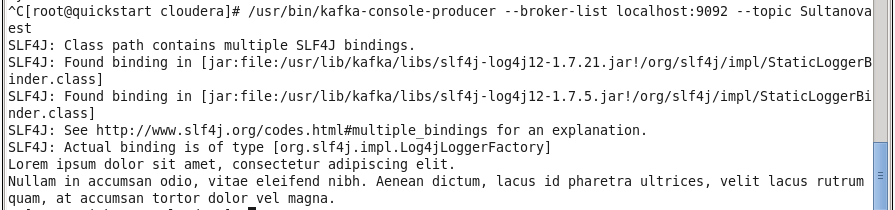 ^C[root@quickstart cloudera]# /usr/bin/kafka-console-producer --broker-list localhost:9092 --topic Sultanova
est
SLF4J: Class path contains multiple SLF4J bindings.
SLF4J: Found binding in [jar:file:/usr/lib/kafka/libs/slf4j-log4j12-1.7.21.jar!/org/slf4j/impl/StaticLoggerB
inder.class]
SLF4J: Found binding in [jar:file:/usr/lib/kafka/libs/slf4j-log4j12-1.7.5.jar!/org/slf4j/impl/StaticLoggerBi
nder.class]
SLF4J: See http://www.slf4j.org/codes.html#multiple_bindings for an explanation.
SLF4J: Actual binding is of type [org.slf4j.impl.Log4jLoggerFactory]
Lorem ipsum dolor sit amet, consectetur adipiscing elit.
Nullam in accumsan odio, vitae eleifend nibh. Aenean dictum, lacus id pharetra ultrices, velit lacus rutrum
quam, at accumsan tortor dolor vel magna.